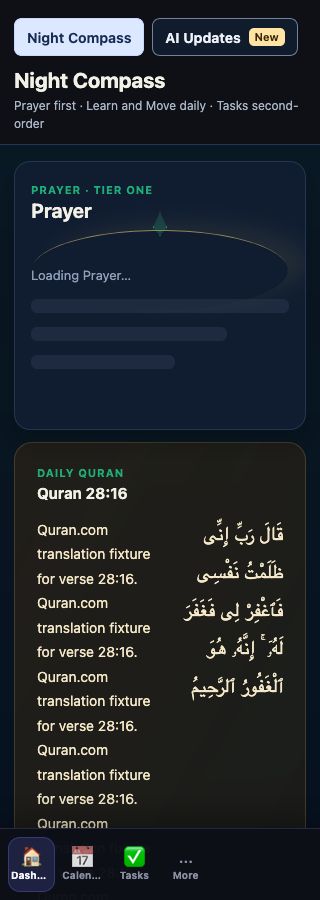 Night Compass
AI Updates New
Night Compass
Prayer first · Learn and Move daily · Tasks second-
order
PRAYER · TIER ONE
Prayer
Loading Prayer...
DAILY QURAN
Quran 28:16
Quran.com
translation fixture
for verse 28:16.
Quran.com
translation fixture
for verse 28:16.
Quran.com
translation fixture
for verse 28:16.
Quran.com
translation fixture
for verse 28:16.
Quran.com
قَالَ رَبِّ إِنِّى
ظَلَمْتُ نَفْسِى
فَٱغْفِرْ لِى فَغَفَرَ
لَهُۥٓ ۚ إِنَّهُۥ هُوَ
ٱلْغَفُورُ ٱلرَّحِيمُ
Dash...
Calen...
Tasks
More